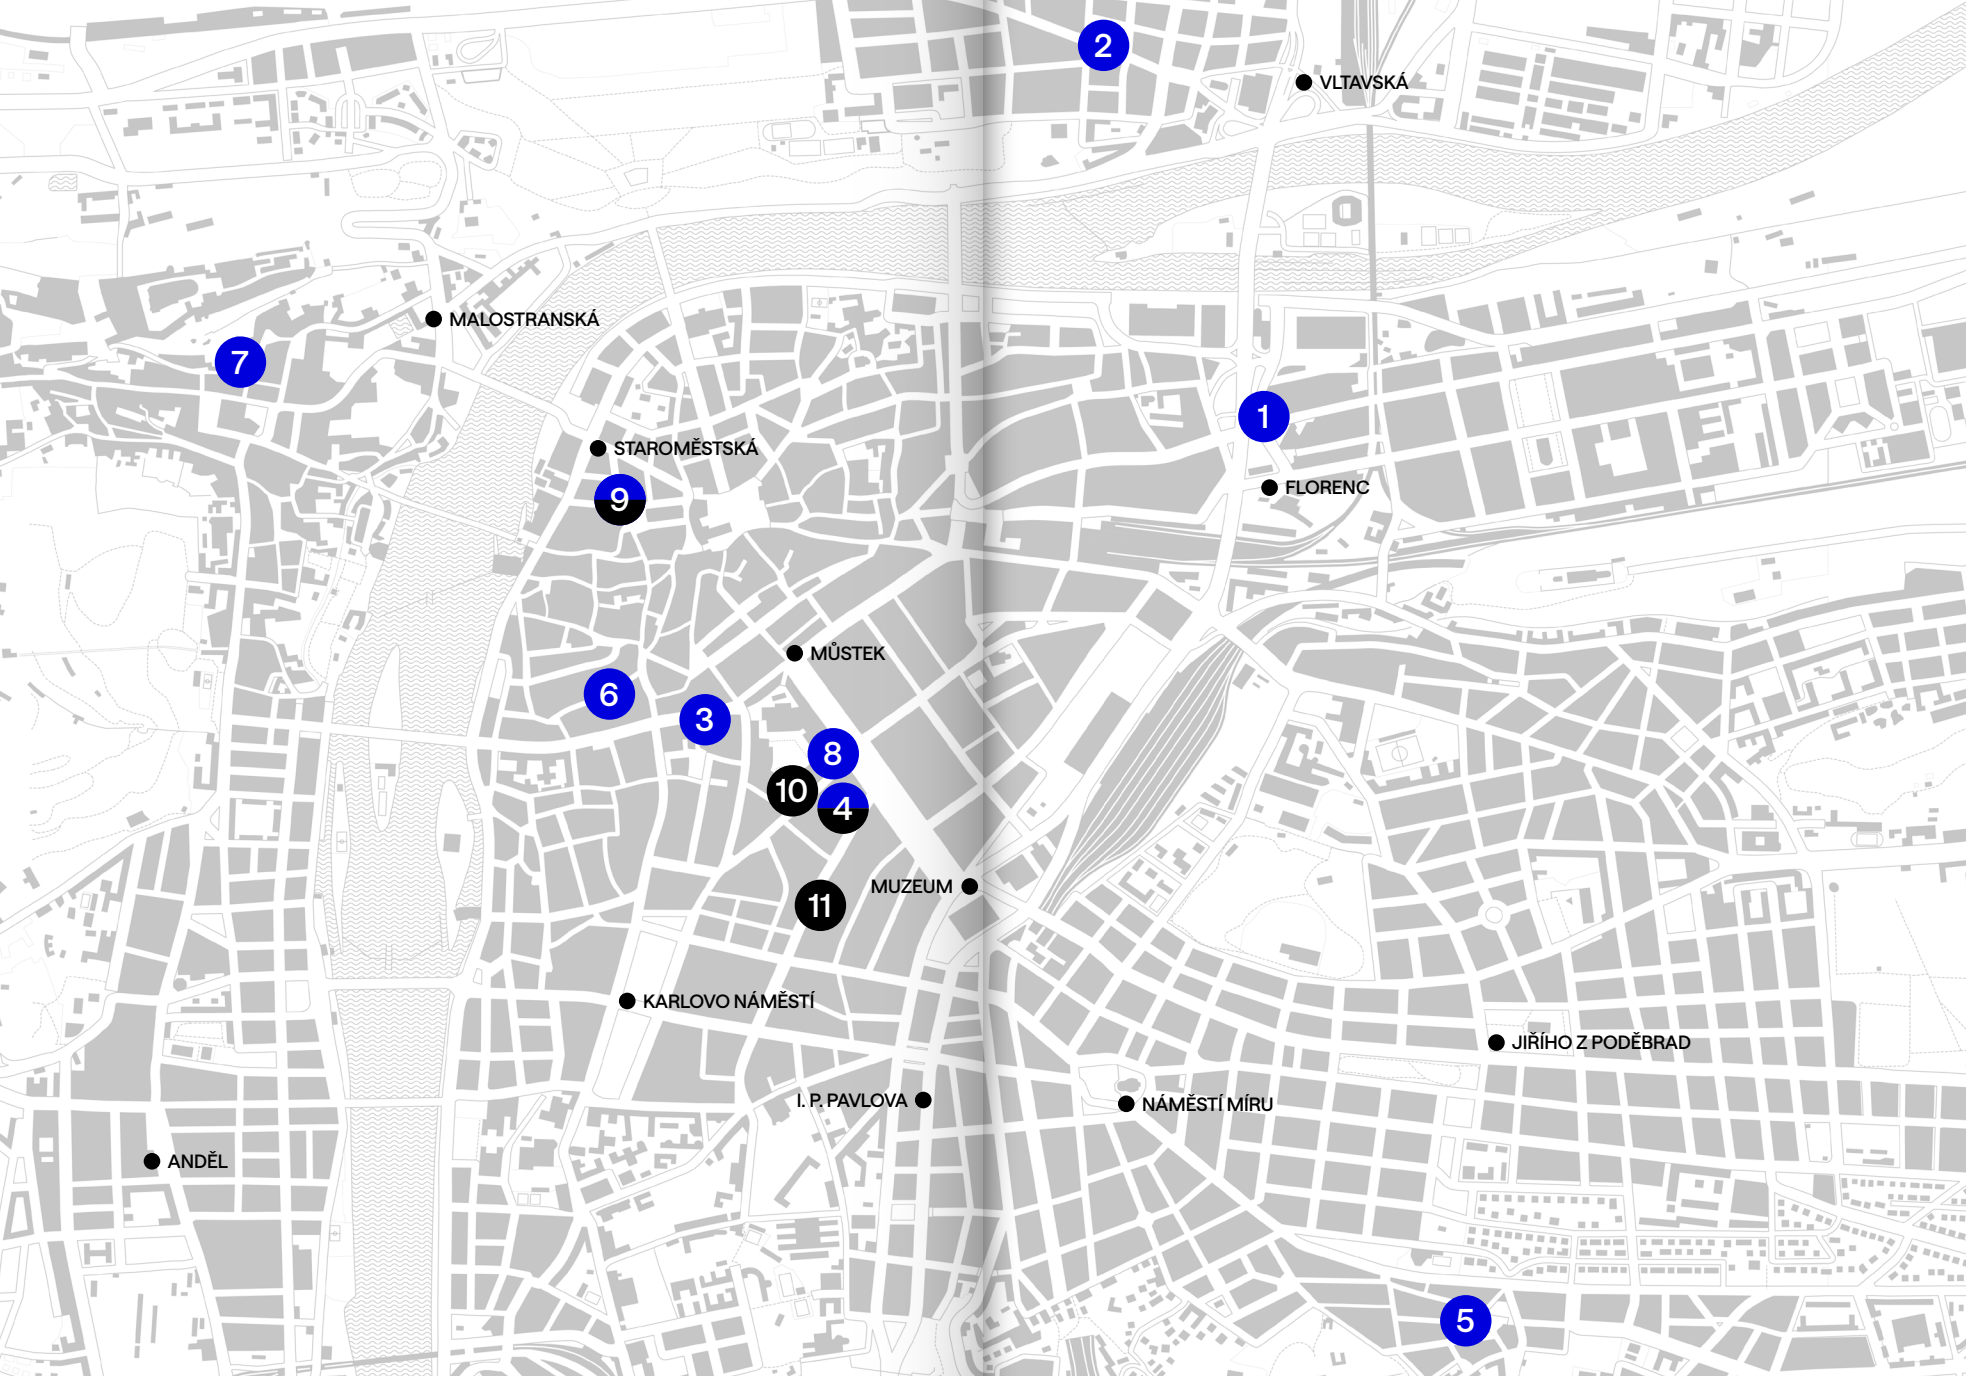 2
VLTAVSKÁ
MALOSTRANSKÁ
7
1
STAROMĚSTSKÁ
9
FLORENC
MŮSTEK
6
3
8
10
4
MUZEUM
11
KARLOVO NÁMĚSTÍ
JIŘÍHO Z PODĚBRAD
I. P. PAVLOVA
NÁMĚSTÍ MÍRU
ANDĚL
5